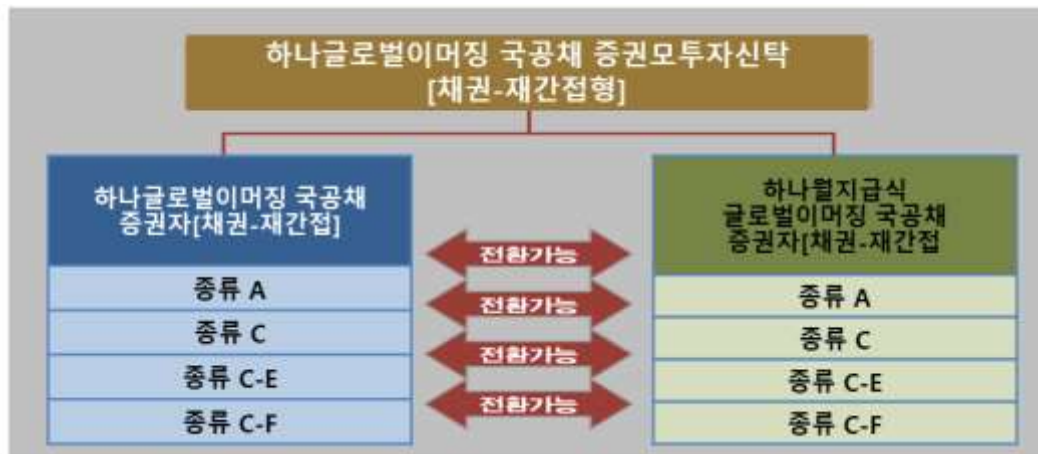 하나글로벌이머징 국공채 증권모투자신탁
[채권-재간접형]
하나글로벌이머징 국공채
증권자[채권-재간접]
종류 A
종류 C
종류 C-E
종류 C-F
전환가능
전환가능
전환가능
전환가능
하나월지급식
글로벌이머징 국공채
증권자[채권-재간접
종류 A
종류 C
종류 C-E
종류 C-F